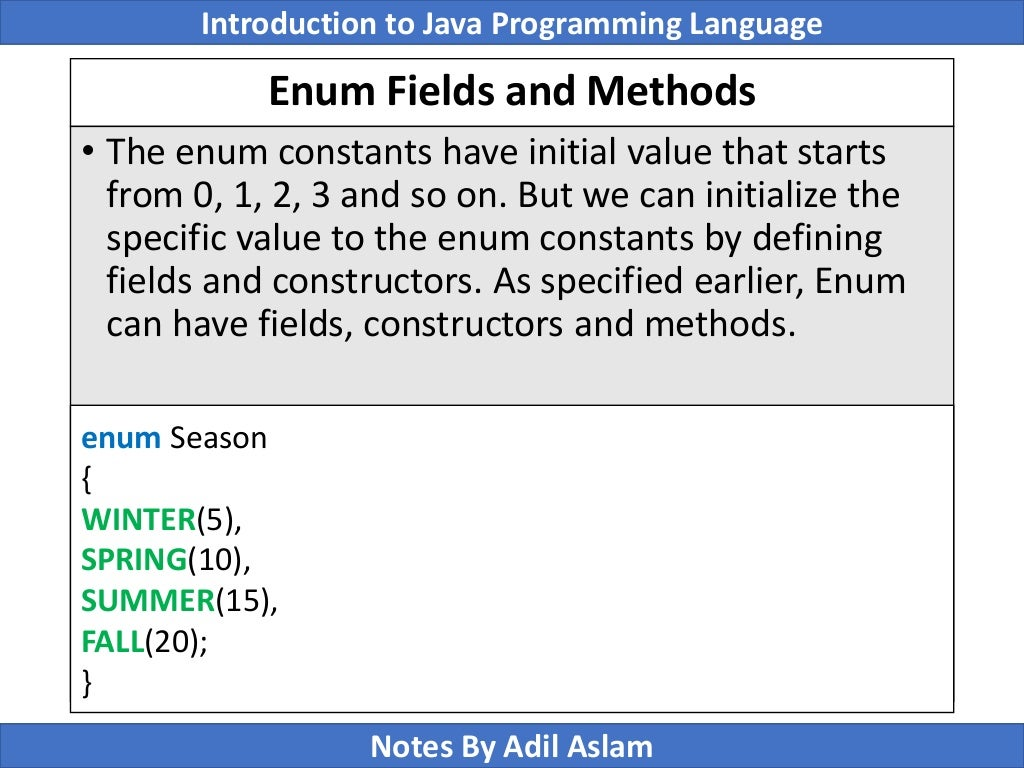 Introduction to Java Programming Language
Enum Fields and Methods
• The enum constants have initial value that starts
from 0, 1, 2, 3 and so on. But we can initialize the
specific value to the enum constants by defining
fields and constructors. As specified earlier, Enum
can have fields, constructors and methods.
enum Season
{
WINTER(5),
SPRING(10),
SUMMER(15),
FALL(20);
}
Notes By Adil Aslam